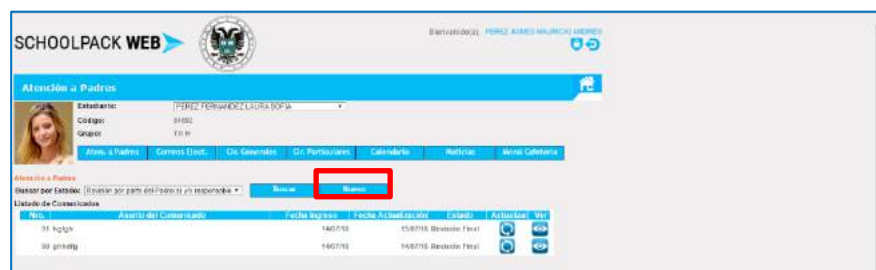 SCHOOLPACK WEB
Bienvenido(a) PEREZ MAURICIO ANDRES
Atención a Padres
Estudiante: PEREZ FERNANDEZ LAURA SOFIA
Código:
Grupo:
Aten. a Padres Correos Elect. Cir. Generales Cir. Particulares Calendario Noticias Menú Cafetería
Atención a Padres
Buscar por Estado: Revisión por parte del Padre y/o responsable Buscar Nuevo
Listado de Comunicados
Nro. Asunto del Comunicado Fecha Ingreso Fecha Actualización Estado Actualizar Ver
Revisión Final
Revisión Final